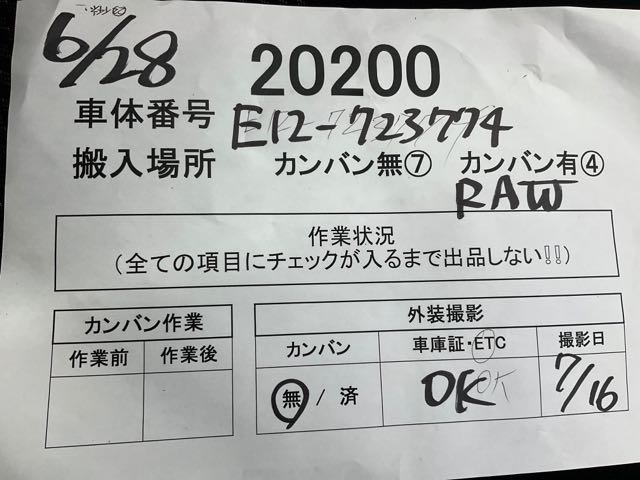 6/28
20200
車体番号 E12-723774
搬入場所 カンバン無⑦ カンバン有④
RAW
作業状況
(全ての項目にチェックが入るまで出品しない!!)
カンバン作業
作業前 作業後
外装撮影
カンバン 車庫証・ETC 撮影日
無 / 済 OK OK 7/16